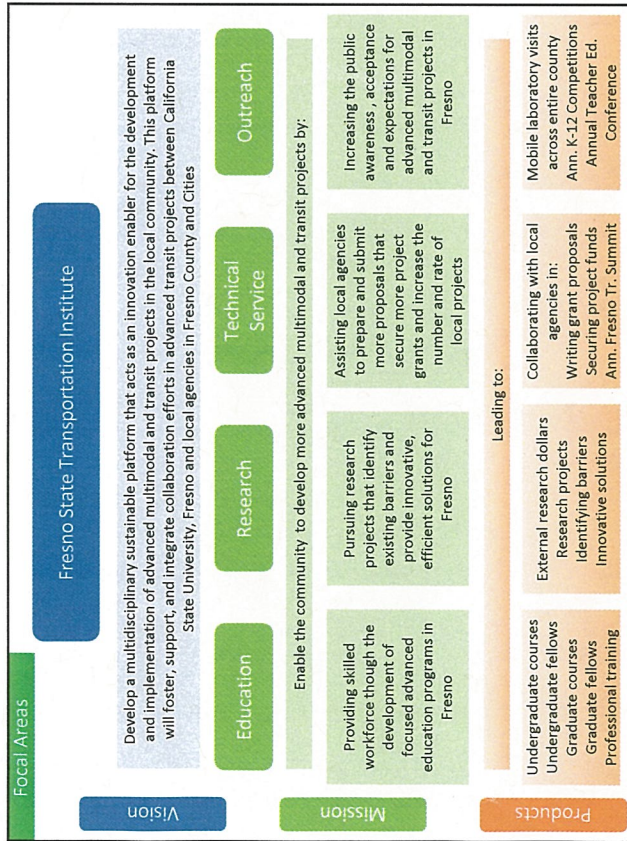 Focal Areas
Fresno State Transportation Institute
Vision
Develop a multidisciplinary sustainable platform that acts as an innovation enabler for the development
and implementation of advanced multimodal and transit projects in the local community. This platform
will foster, support, and integrate collaboration efforts in advanced transit projects between California
State University, Fresno and local agencies in Fresno County and Cities
Education
Research
Technical
Service
Outreach
Mission
Enable the community to develop more advanced multimodal and transit projects by:
Providing skilled
workforce though the
development of
focused advanced
education programs in
Fresno
Pursuing research
projects that identify
existing barriers and
provide innovative,
efficient solutions for
Fresno
Assisting local agencies
to prepare and submit
more proposals that
secure more project
grants and increase the
number and rate of
local projects
Increasing the public
awareness , acceptance
and expectations for
advanced multimodal
and transit projects in
Fresno
Leading to:
Products
Undergraduate courses
Undergraduate fellows
Graduate courses
Graduate fellows
Professional training
External research dollars
Research projects
Identifying barriers
Innovative solutions
Collaborating with local
agencies in:
Writing grant proposals
Securing project funds
Ann. Fresno Tr. Summit
Mobile laboratory visits
across entire county
Ann. K-12 Competitions
Annual Teacher Ed.
Conference